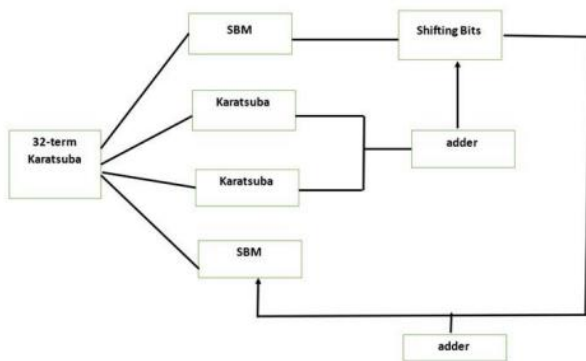 SBM
Shifting Bits
Karatsuba
32-term
Karatsuba
adder
Karatsuba
SBM
adder